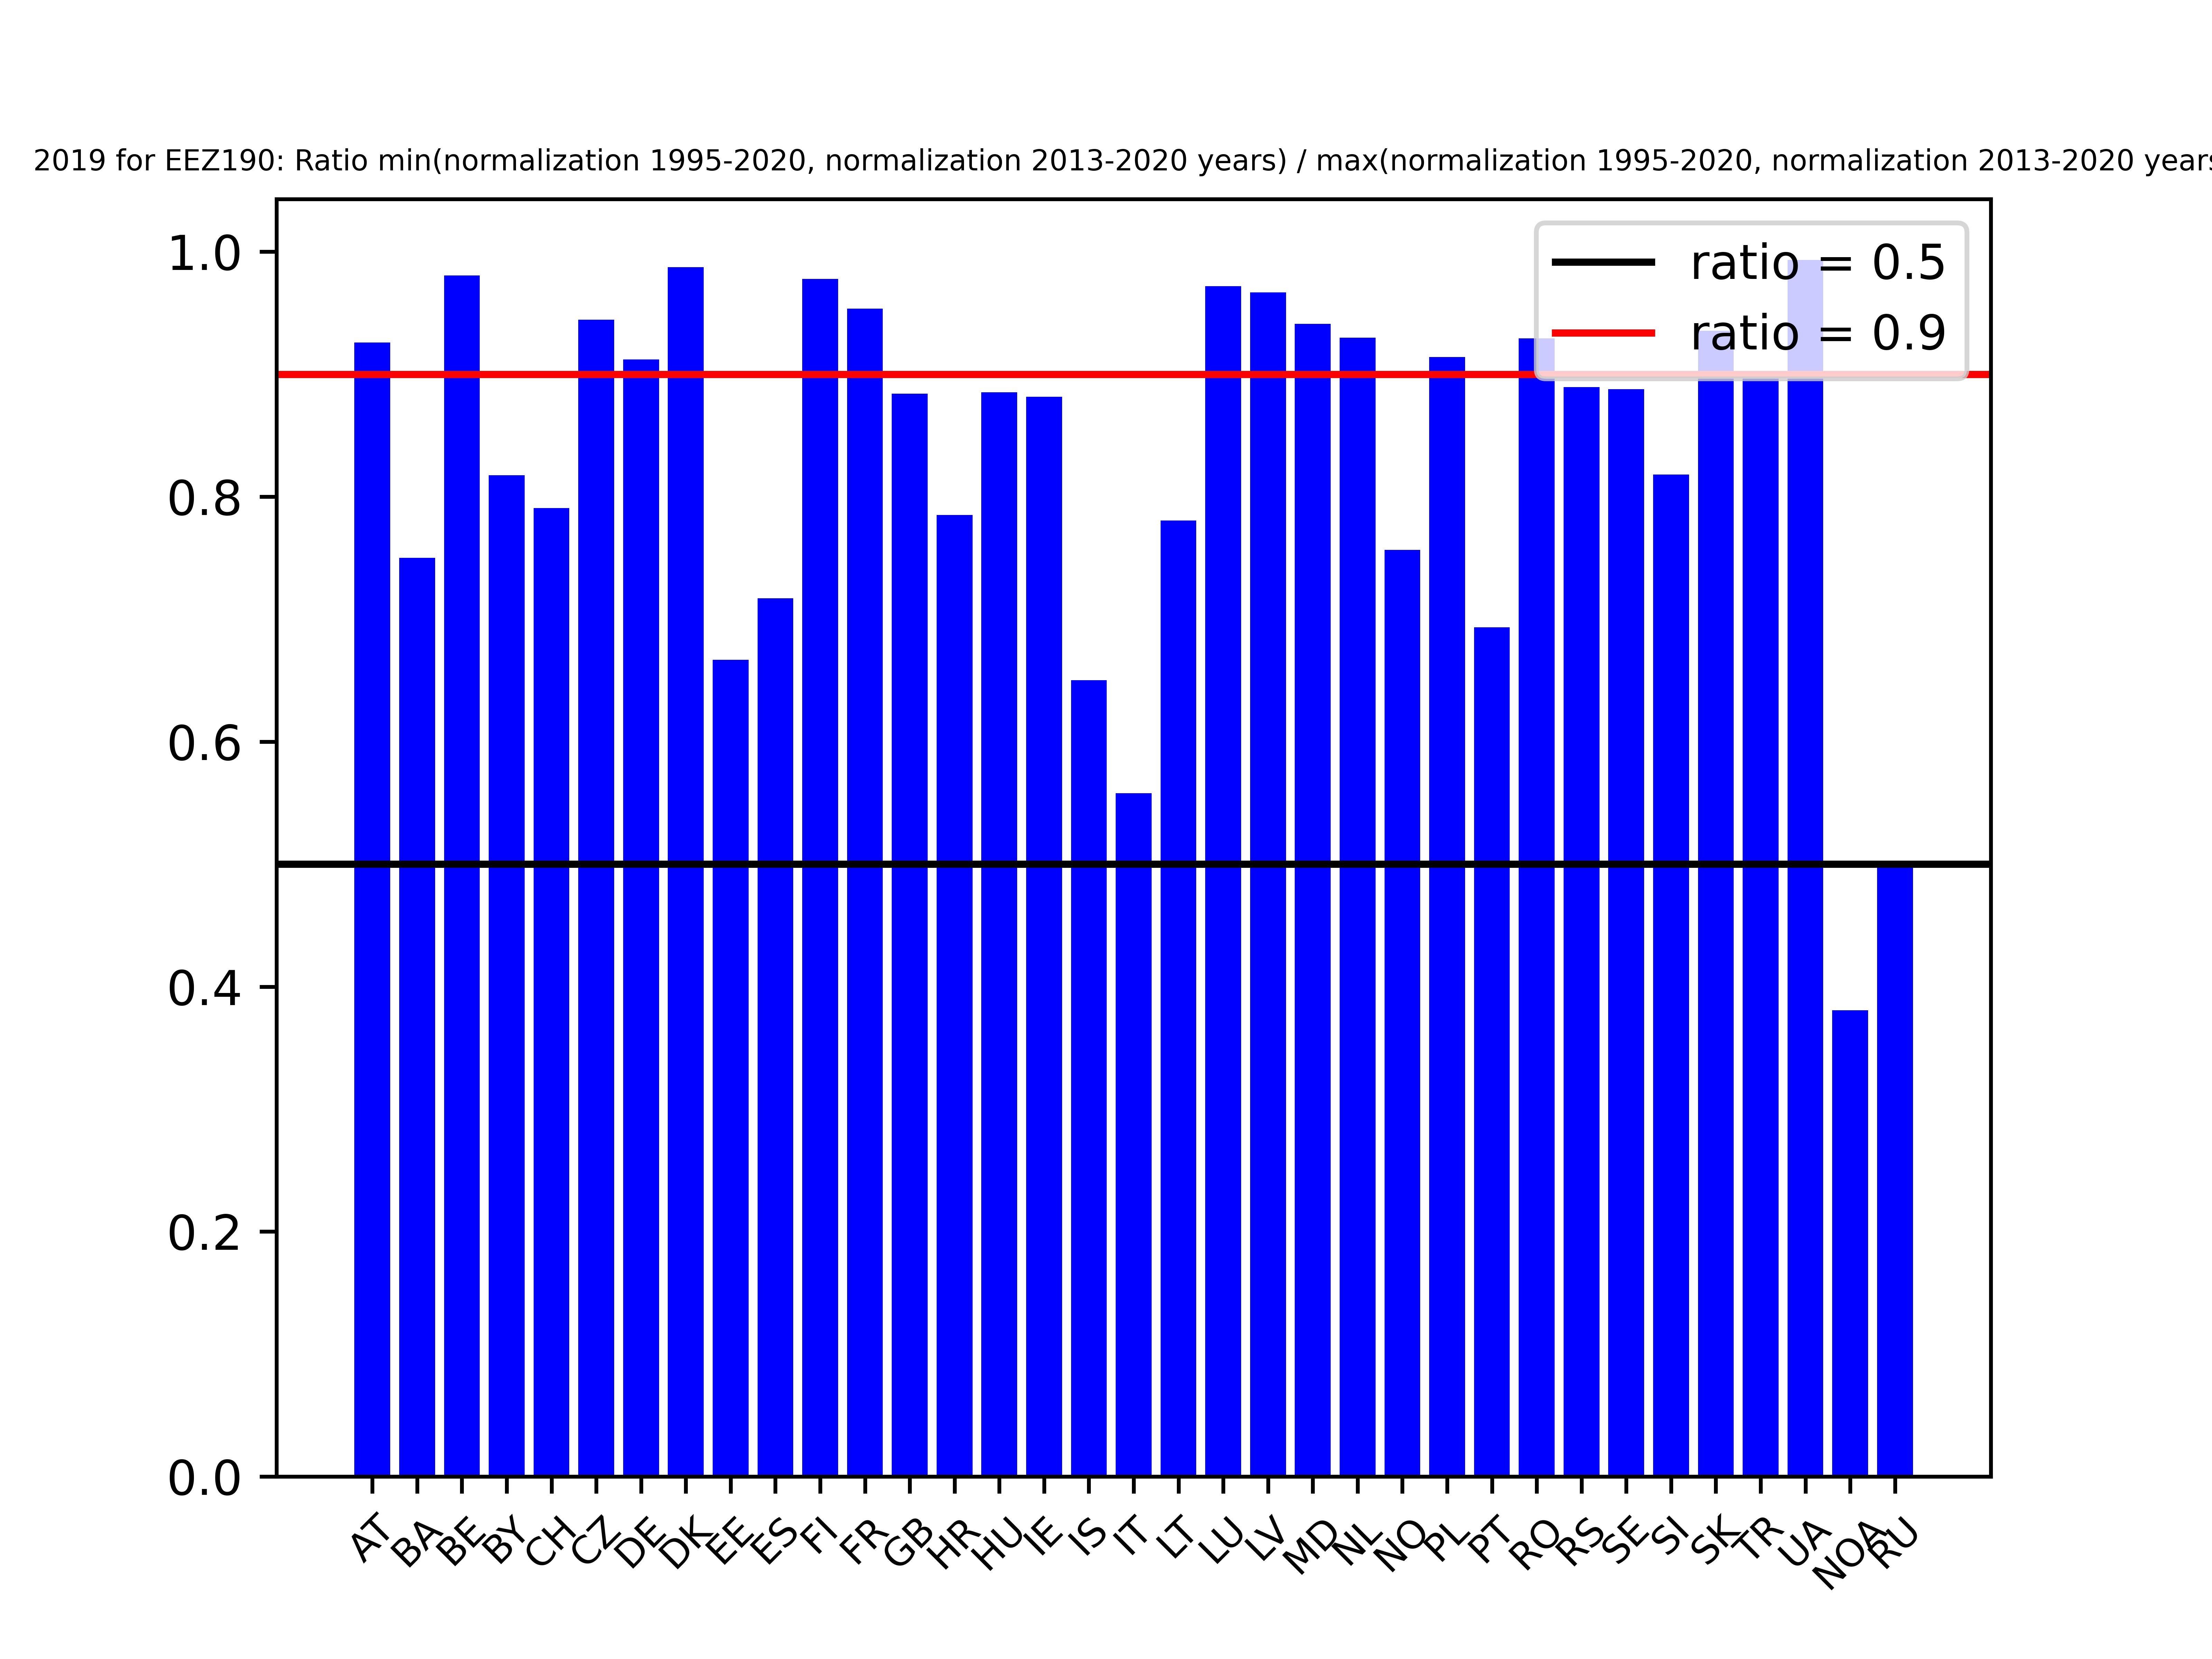 2019 for EEZ190: Ratio min(normalization 1995-2020, normalization 2013-2020 years) / max(normalization 1995-2020, normalization 2013-2020 years
ratio = 0.5
ratio = 0.9
1.0
0.8
0.6
0.4
0.2
0.0
AT BA BE BY CH CZ DE DK EE ES FI FR GB HR HU IE IS IT LT LU LV MD NL NO PL PT RO RS SE SI SK TR UA NOA RU